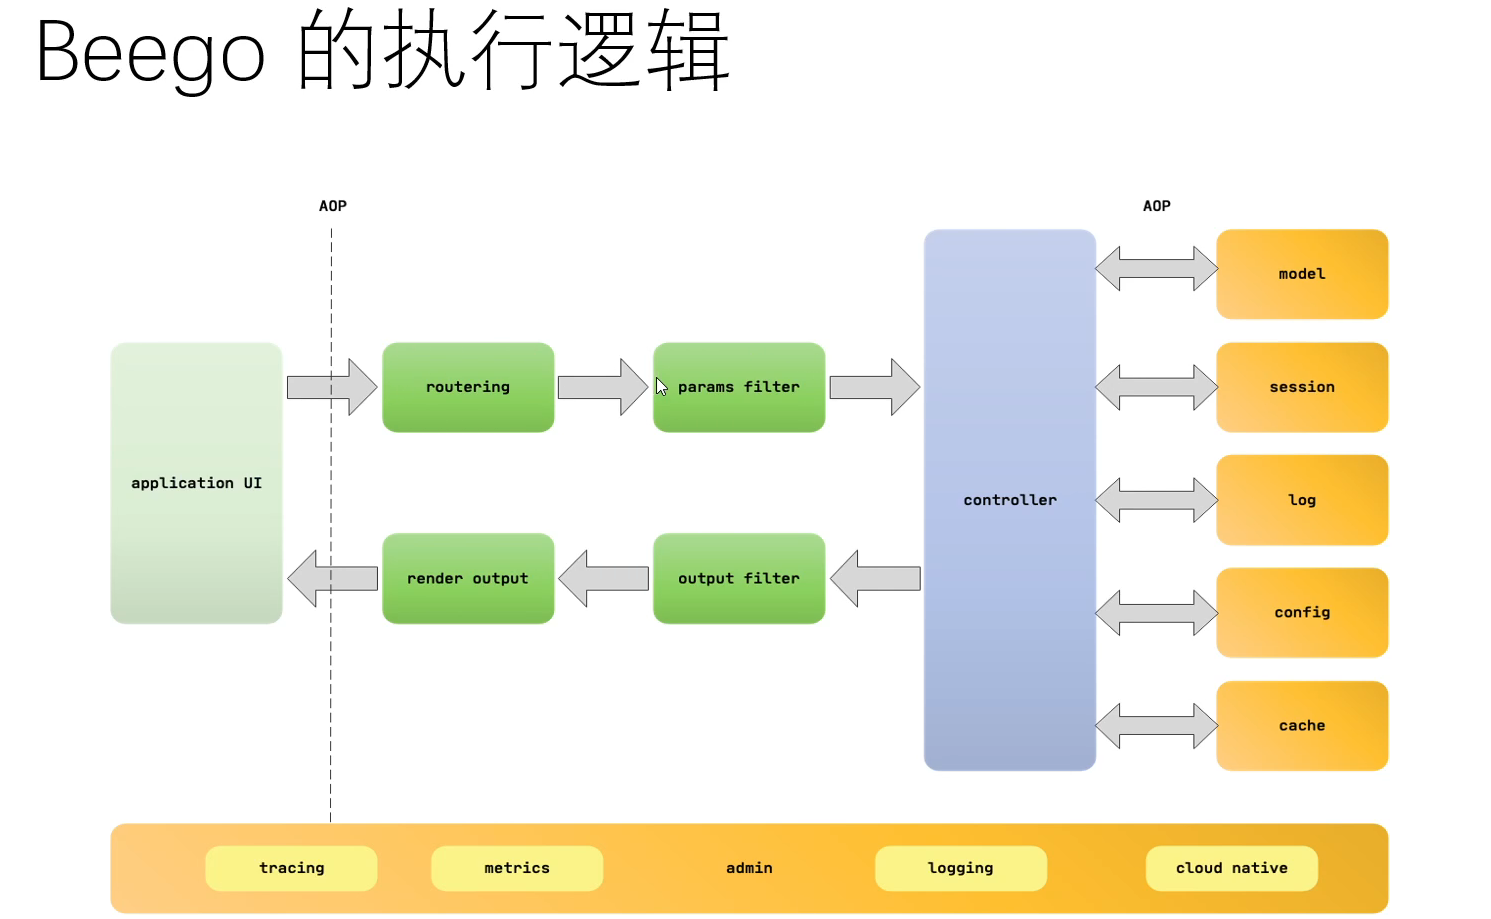 Beego 的执行逻辑
AOP
AOP
model
routering
params filter
session
application UI
controller
log
render output
output filter
config
cache
tracing
metrics
admin
logging
cloud native